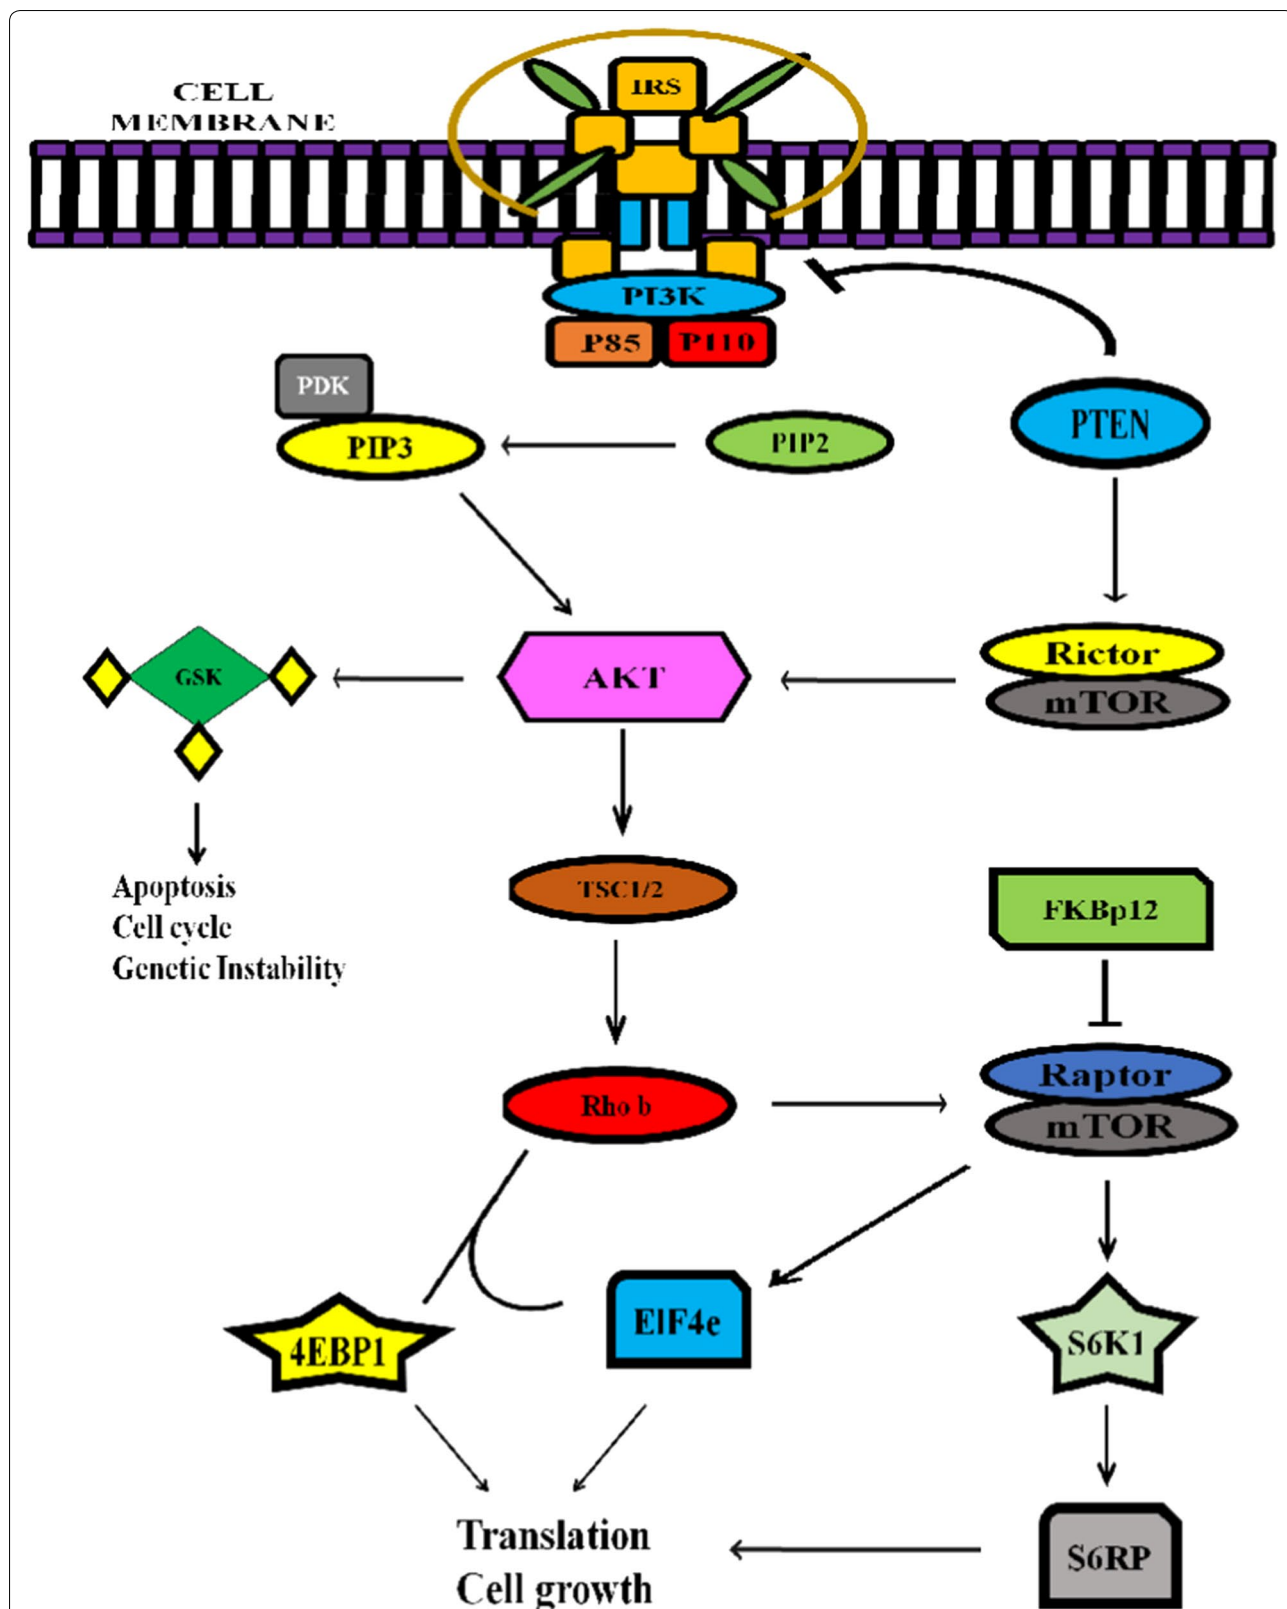 IRS
CELL
MEMBRANE
PI3K
P85
P110
PDK
PIP3
PIP2
PTEN
GSK
AKT
Rictor
mTOR
Apoptosis
Cell cycle
Genetic Instability
TSC1/2
FKBp12
Rho b
Raptor
mTOR
4EBP1
EIF4e
S6K1
Translation
Cell growth
S6RP